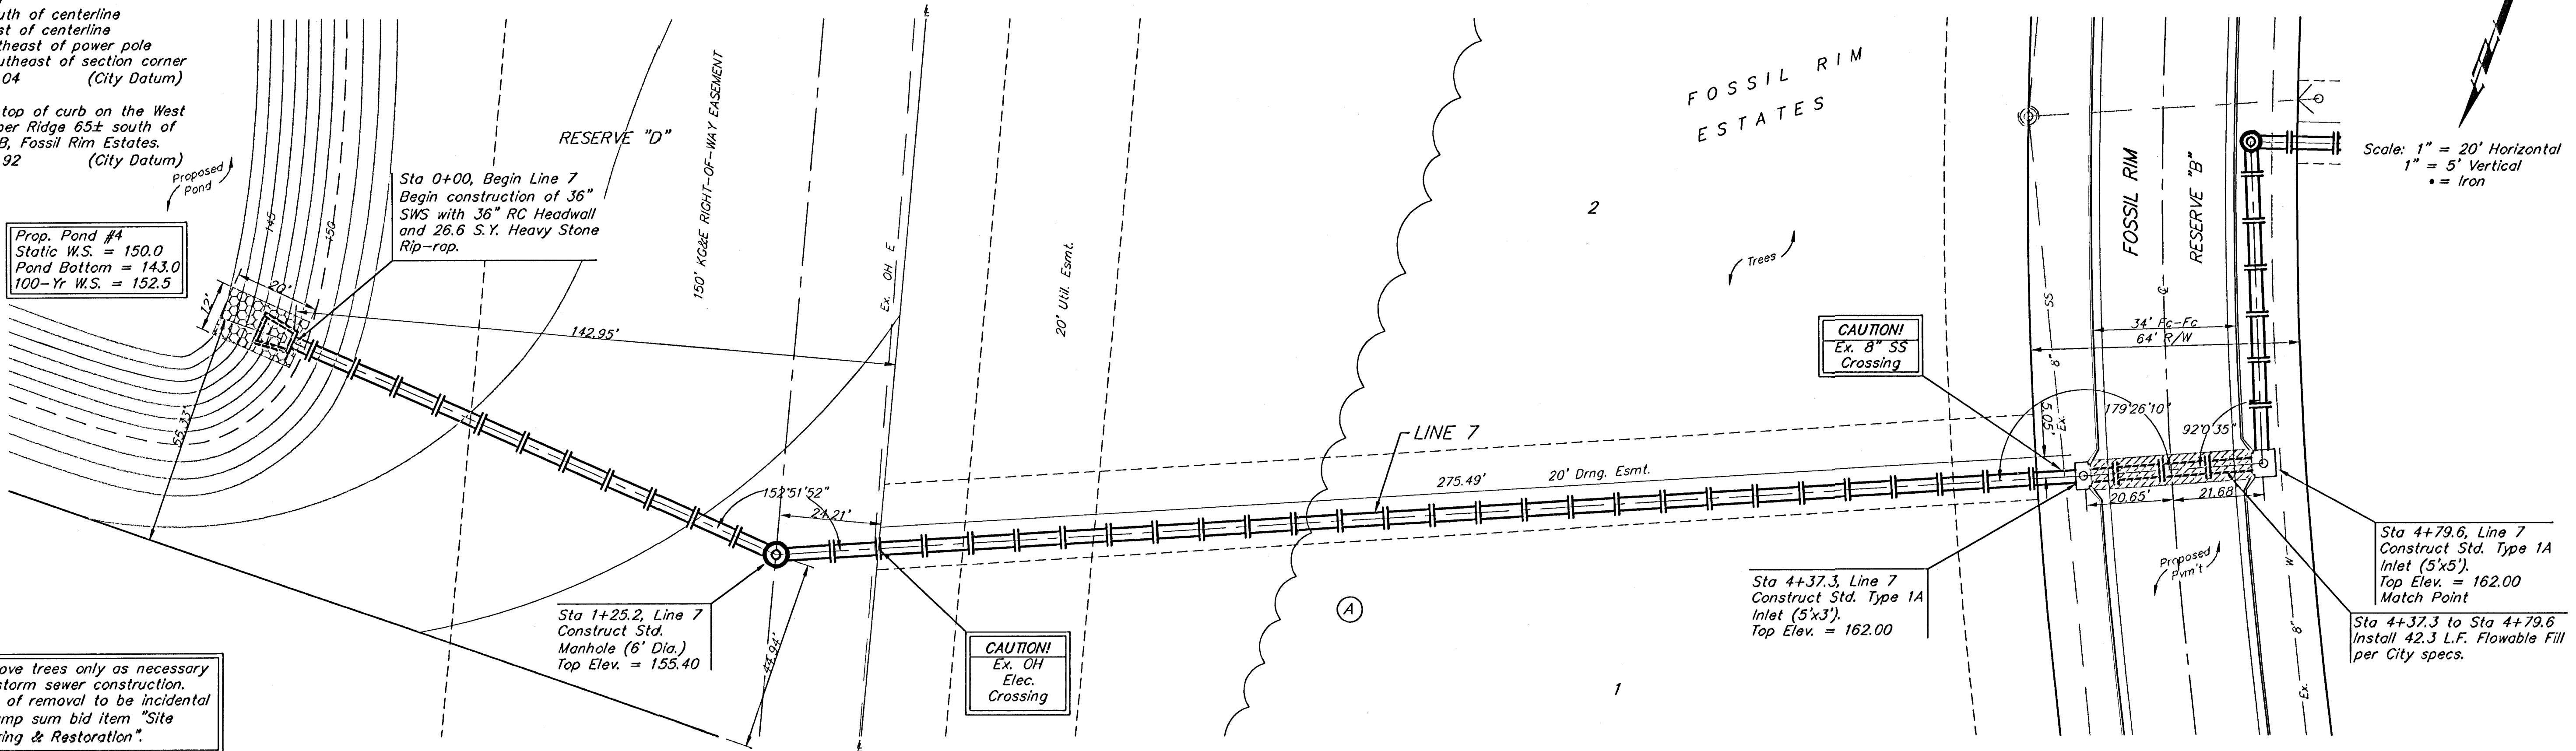 uth of centerline
st of centerline
theast of power pole
utheast of section corner
04 (City Datum)
top of curb on the West
per Ridge 65± south of
B, Fossil Rim Estates.
92 (City Datum)
Proposed
Pond
Prop. Pond #4
Static W.S. = 150.0
Pond Bottom = 143.0
100-Yr W.S. = 152.5
145
150
20'
12'
55.33'
RESERVE "D"
Sta 0+00, Begin Line 7
Begin construction of 36"
SWS with 36" RC Headwall
and 26.6 S.Y. Heavy Stone
Rip-rap.
150' KG&E RIGHT-OF-WAY EASEMENT
142.95'
Ex. OH E
20' Util. Esmt.
152°51'52"
24.21'
44.94'
Sta 1+25.2, Line 7
Construct Std.
Manhole (6' Dia.)
Top Elev. = 155.40
CAUTION!
Ex. OH
Elec.
Crossing
ove trees only as necessary
storm sewer construction.
of removal to be incidental
mp sum bid item "Site
ring & Restoration".
FOSSIL RIM
ESTATES
2
Trees
LINE 7
275.49'
20' Drng. Esmt.
A
1
CAUTION!
Ex. 8" SS
Crossing
SS
8"
Ex.
5.05'
FOSSIL RIM
RESERVE "B"
34' Fc-Fc
64' R/W
179°26'10"
92°0'35"
20.65'
21.68'
Sta 4+37.3, Line 7
Construct Std. Type 1A
Inlet (5'x3').
Top Elev. = 162.00
Proposed
Pvm't
W
8"
Ex.
Scale: 1" = 20' Horizontal
1" = 5' Vertical
• = Iron
Sta 4+79.6, Line 7
Construct Std. Type 1A
Inlet (5'x5').
Top Elev. = 162.00
Match Point
Sta 4+37.3 to Sta 4+79.6
Install 42.3 L.F. Flowable Fill
per City specs.